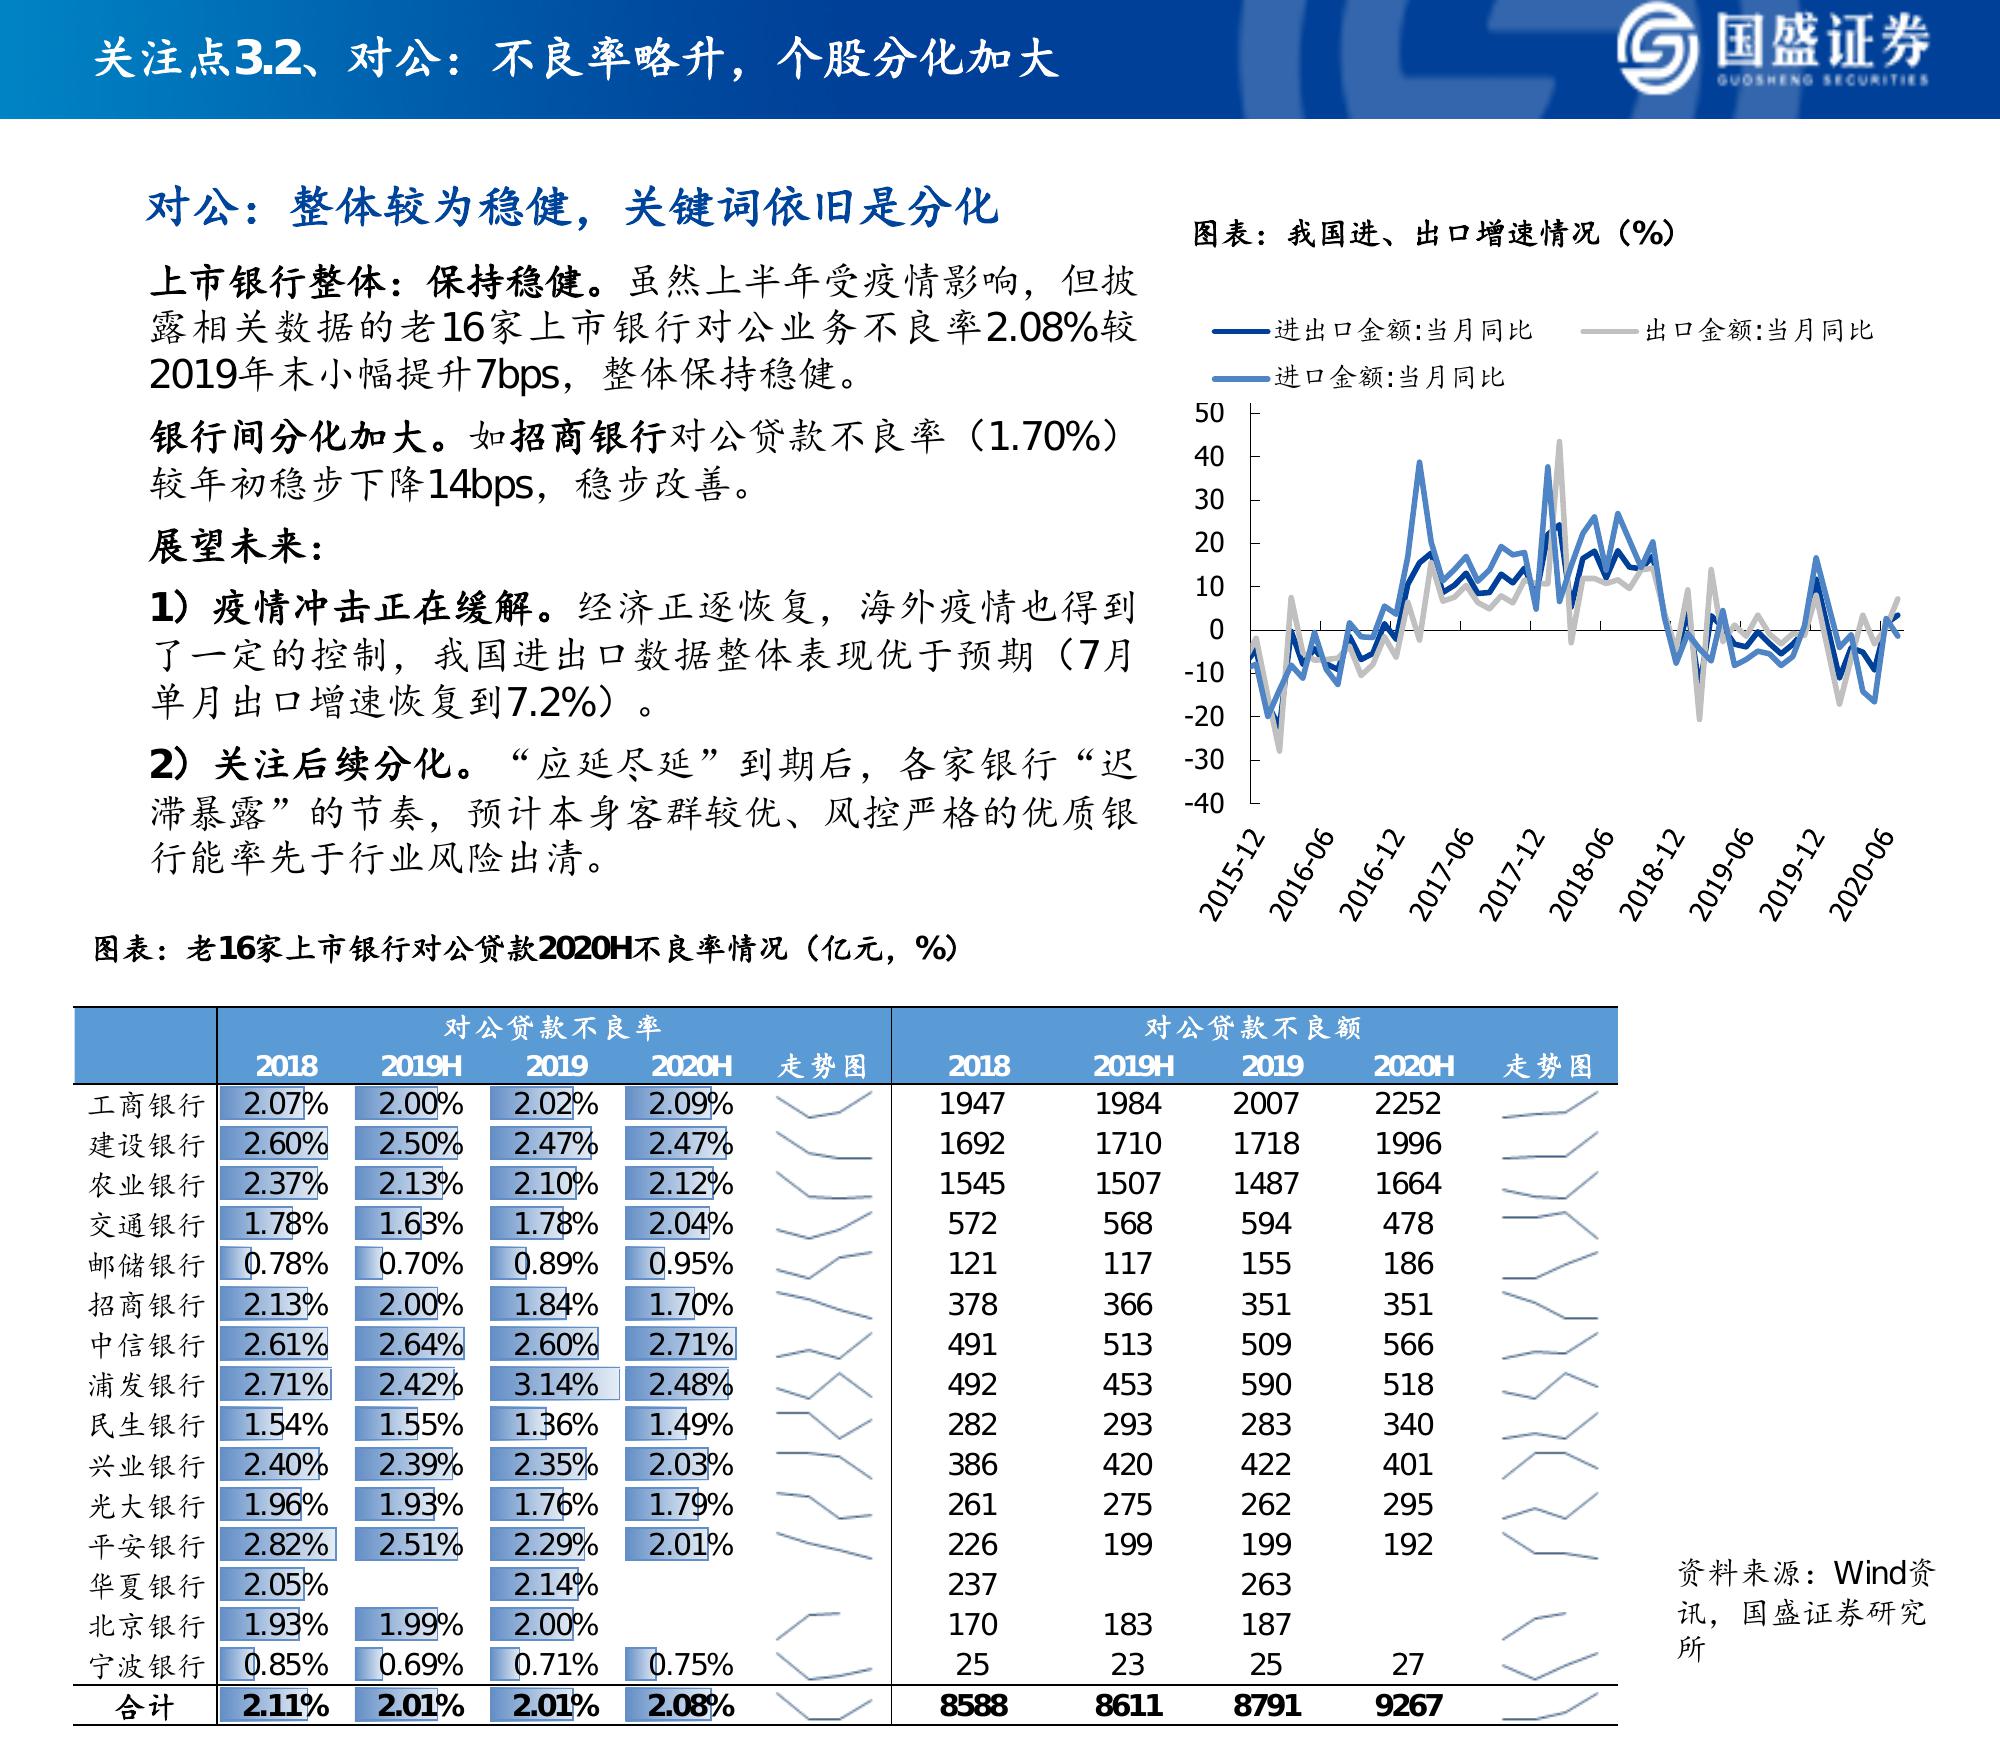 关注点3.2、对公：不良率略升，个股分化加大
国盛证券
GUOSHENG SECURITIES
对公：整体较为稳健，关键词依旧是分化
上市银行整体：保持稳健。虽然上半年受疫情影响，但披
露相关数据的老16家上市银行对公业务不良率2.08%较
2019年末小幅提升7bps，整体保持稳健。
银行间分化加大。如招商银行对公贷款不良率（1.70%）
较年初稳步下降14bps，稳步改善。
展望未来：
1）疫情冲击正在缓解。经济正逐恢复，海外疫情也得到
了一定的控制，我国进出口数据整体表现优于预期（7月
单月出口增速恢复到7.2%）。
2）关注后续分化。“应延尽延”到期后，各家银行“迟
滞暴露”的节奏，预计本身客群较优、风控严格的优质银
行能率先于行业风险出清。
图表：我国进、出口增速情况（%）
进出口金额:当月同比 出口金额:当月同比
进口金额:当月同比
50
40
30
20
10
0
-10
-20
-30
-40
2015-12 2016-06 2016-12 2017-06 2017-12 2018-06 2018-12 2019-06 2019-12 2020-06
图表：老16家上市银行对公贷款2020H不良率情况（亿元，%）
对公贷款不良率 对公贷款不良额
2018 2019H 2019 2020H 走势图 2018 2019H 2019 2020H 走势图
工商银行 2.07% 2.00% 2.02% 2.09% 1947 1984 2007 2252
建设银行 2.60% 2.50% 2.47% 2.47% 1692 1710 1718 1996
农业银行 2.37% 2.13% 2.10% 2.12% 1545 1507 1487 1664
交通银行 1.78% 1.63% 1.78% 2.04% 572 568 594 478
邮储银行 0.78% 0.70% 0.89% 0.95% 121 117 155 186
招商银行 2.13% 2.00% 1.84% 1.70% 378 366 351 351
中信银行 2.61% 2.64% 2.60% 2.71% 491 513 509 566
浦发银行 2.71% 2.42% 3.14% 2.48% 492 453 590 518
民生银行 1.54% 1.55% 1.36% 1.49% 282 293 283 340
兴业银行 2.40% 2.39% 2.35% 2.03% 386 420 422 401
光大银行 1.96% 1.93% 1.76% 1.79% 261 275 262 295
平安银行 2.82% 2.51% 2.29% 2.01% 226 199 199 192
华夏银行 2.05% 2.14% 237 263
北京银行 1.93% 1.99% 2.00% 170 183 187
宁波银行 0.85% 0.69% 0.71% 0.75% 25 23 25 27
合计 2.11% 2.01% 2.01% 2.08% 8588 8611 8791 9267
资料来源：Wind资
讯，国盛证券研究
所